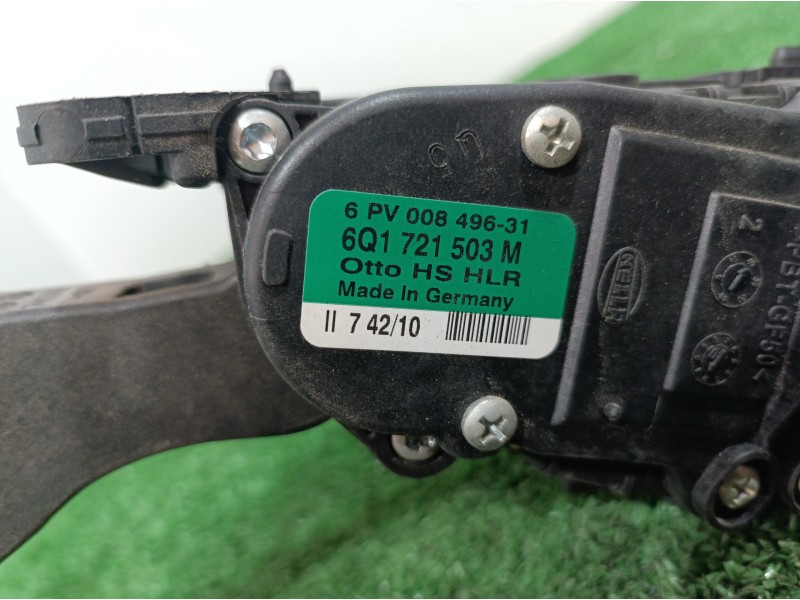 6 PV 008 496-31
6Q1 721 503 M
Otto HS HLR
Made In Germany
II 7 42/10
HELLA
2